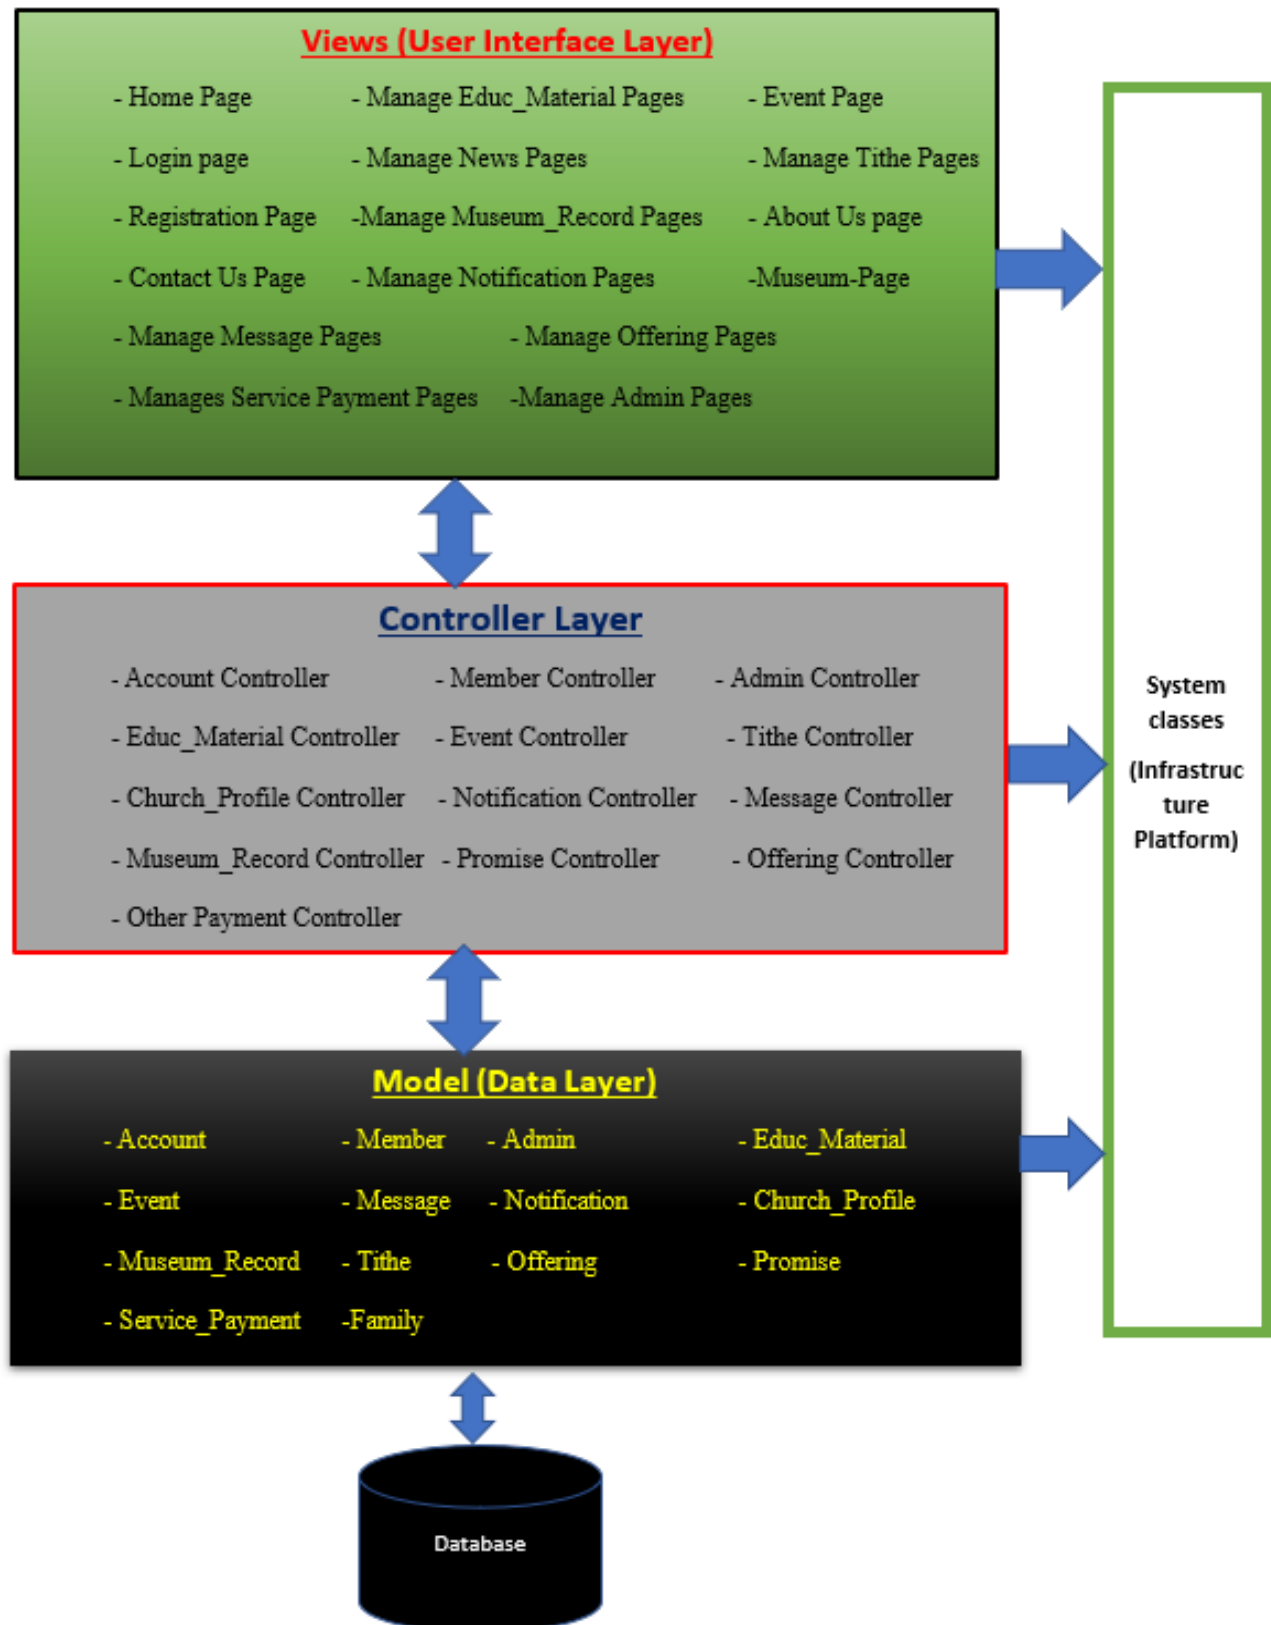 Views (User Interface Layer)
- Home Page - Manage Educ_Material Pages - Event Page
- Login page - Manage News Pages - Manage Tithe Pages
- Registration Page -Manage Museum_Record Pages - About Us page
- Contact Us Page - Manage Notification Pages -Museum-Page
- Manage Message Pages - Manage Offering Pages
- Manages Service Payment Pages -Manage Admin Pages
Controller Layer
- Account Controller - Member Controller - Admin Controller
- Educ_Material Controller - Event Controller - Tithe Controller
- Church_Profile Controller - Notification Controller - Message Controller
- Museum_Record Controller - Promise Controller - Offering Controller
- Other Payment Controller
System
classes
(Infrastruc
ture
Platform)
Model (Data Layer)
- Account - Member - Admin - Educ_Material
- Event - Message - Notification - Church_Profile
- Museum_Record - Tithe - Offering - Promise
- Service_Payment -Family
Database